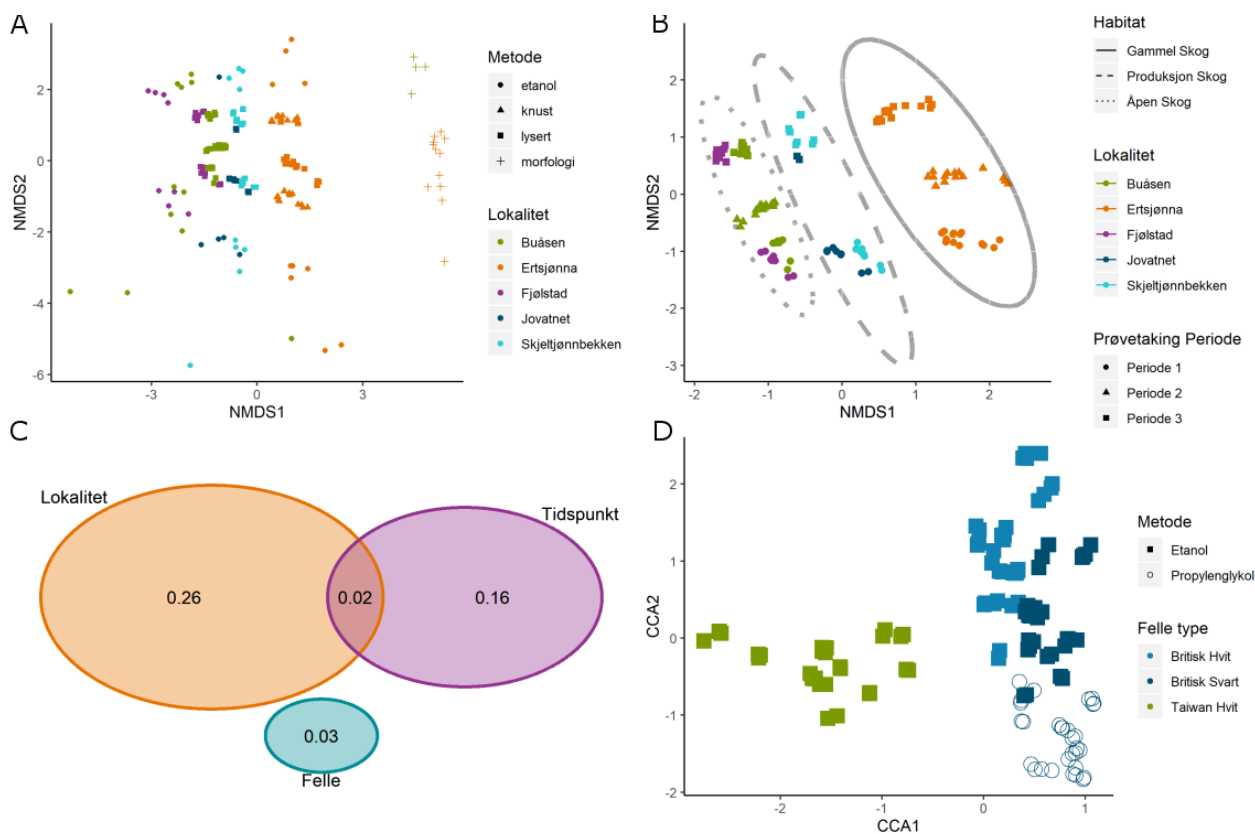 A
2
0
-2
-4
-6
NMDS2
-3
0
3
NMDS1
Metode
etanol
knust
lysert
morfologi
Lokalitet
Buåsen
Ertsjønna
Fjølstad
Jovatnet
Skjeltjønnbekken
B
2
1
0
-1
-2
-3
NMDS2
-2
-1
0
1
2
NMDS1
Habitat
Gammel Skog
Produksjon Skog
Åpen Skog
Lokalitet
Buåsen
Ertsjønna
Fjølstad
Jovatnet
Skjeltjønnbekken
Prøvetaking Periode
Periode 1
Periode 2
Periode 3
C
Lokalitet
Tidspunkt
0.26
0.02
0.16
0.03
Felle
D
2
1
0
-1
-2
CCA2
-2
-1
0
1
CCA1
Metode
Etanol
Propylenglykol
Felle type
Britisk Hvit
Britisk Svart
Taiwan Hvit